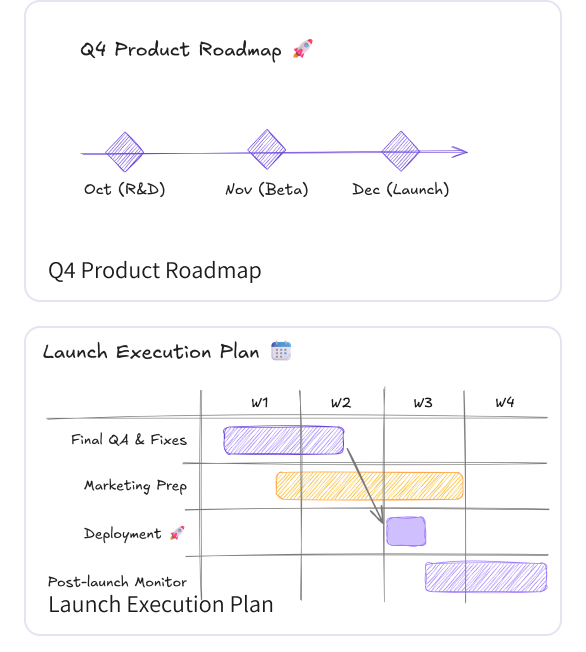 Q4 Product Roadmap 🚀
Oct (R&D) Nov (Beta) Dec (Launch)
Q4 Product Roadmap
Launch Execution Plan 📅
W1 W2 W3 W4
Final QA & Fixes
Marketing Prep
Deployment 🚀
Post-launch Monitor
Launch Execution Plan